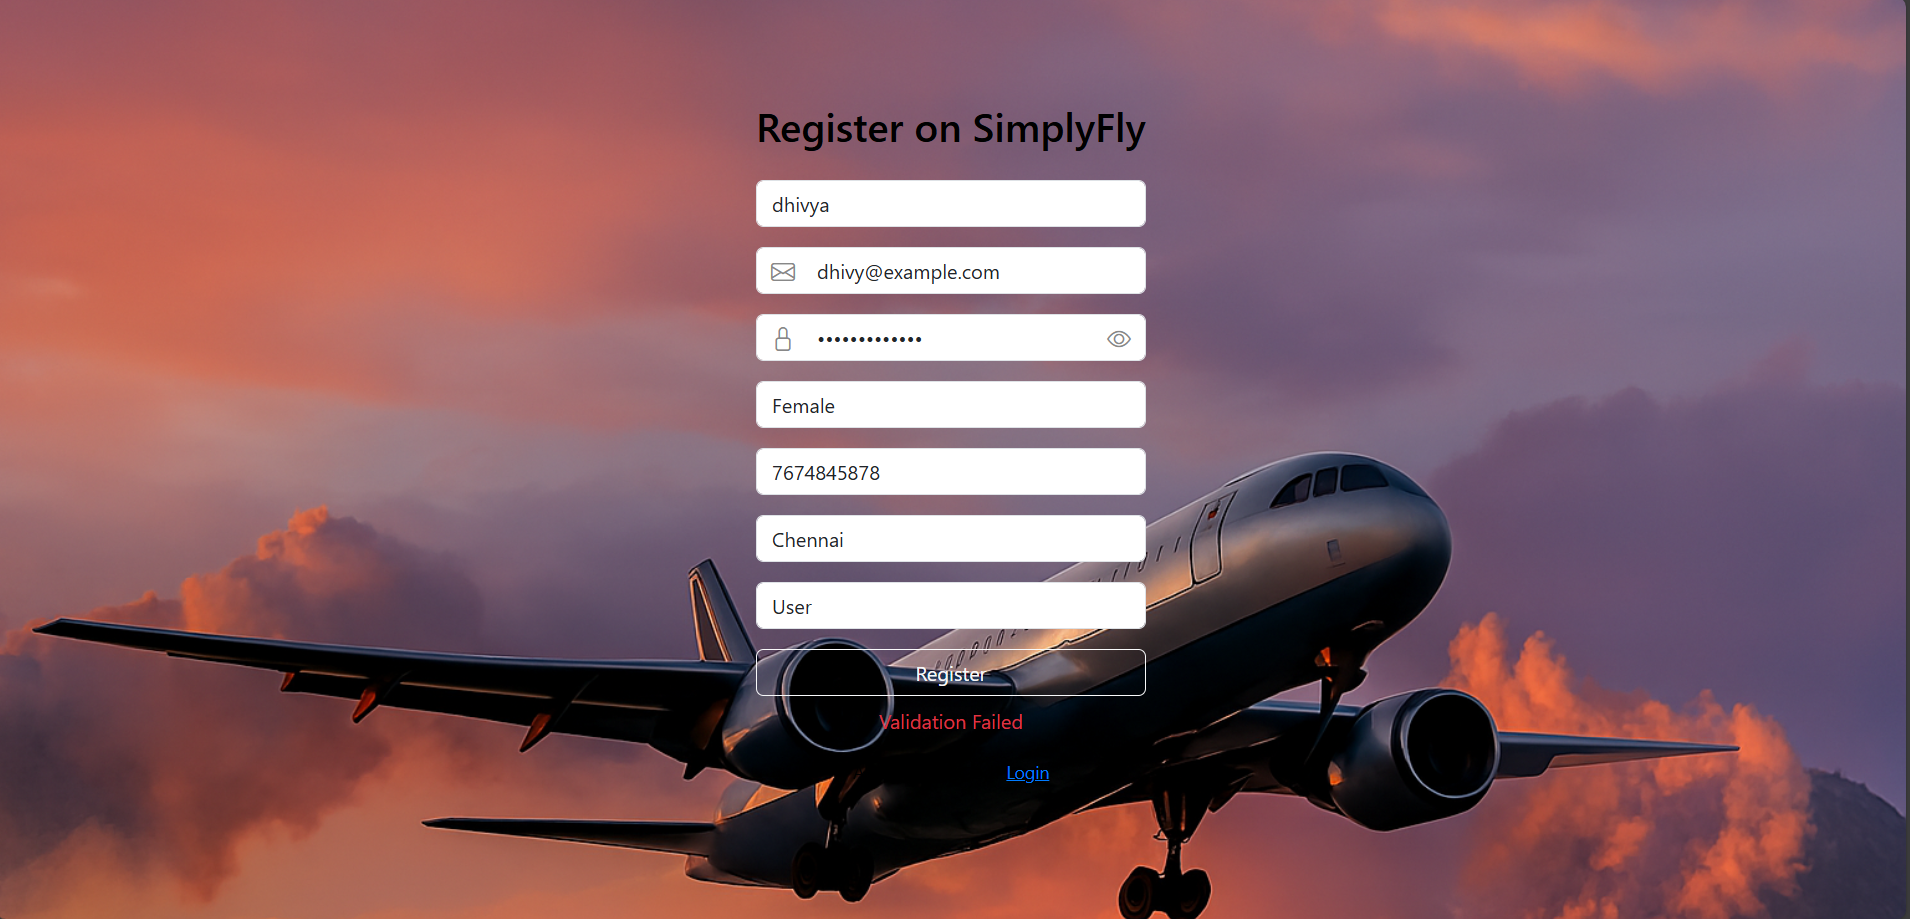 Register on SimplyFly
dhivya
dhivy@example.com
•••••••••••••
Female
7674845878
Chennai
User
Register
Validation Failed
Login